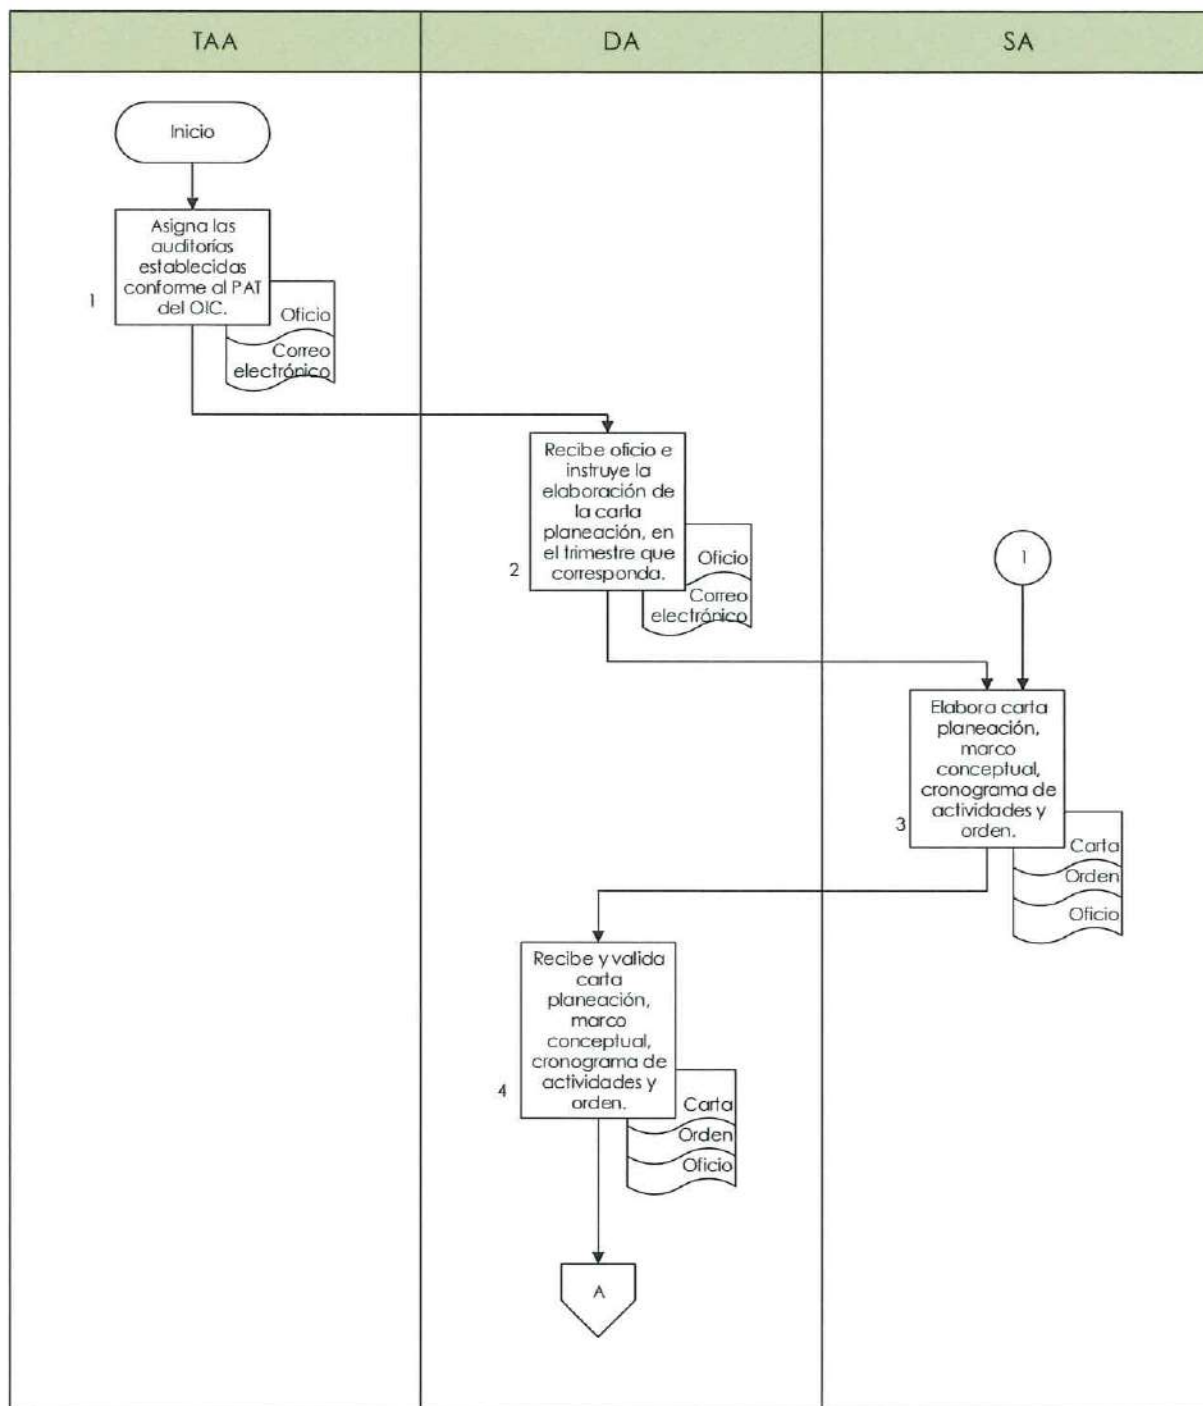 TAA
DA
SA
Inicio
Asigna las
auditorías
establecidas
conforme al PAT
del OIC.
1
Oficio
Correo
electrónico
Recibe oficio e
instruye la
elaboración de
la carta
planeación, en
el trimestre que
corresponda.
2
Oficio
Correo
electrónico
1
Elabora carta
planeación,
marco
conceptual,
cronograma de
actividades y
orden.
3
Carta
Orden
Oficio
Recibe y valida
carta
planeación,
marco
conceptual,
cronograma de
actividades y
orden.
4
Carta
Orden
Oficio
A